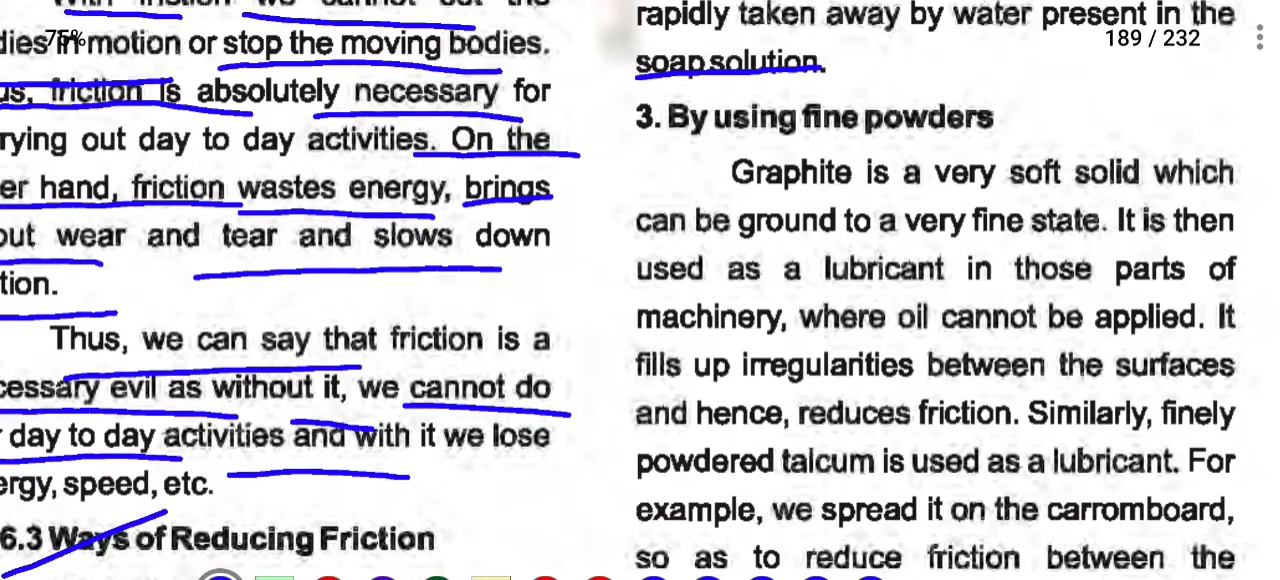 dies in motion or stop the moving bodies.
us, friction is absolutely necessary for
rying out day to day activities. On the
er hand, friction wastes energy, brings
out wear and tear and slows down
tion.
Thus, we can say that friction is a
cessary evil as without it, we cannot do
day to day activities and with it we lose
ergy, speed, etc.
6.3 Ways of Reducing Friction
75%
rapidly taken away by water present in the
189 / 232
soap solution.
3. By using fine powders
Graphite is a very soft solid which
can be ground to a very fine state. It is then
used as a lubricant in those parts of
machinery, where oil cannot be applied. It
fills up irregularities between the surfaces
and hence, reduces friction. Similarly, finely
powdered talcum is used as a lubricant. For
example, we spread it on the carromboard,
so as to reduce friction between the